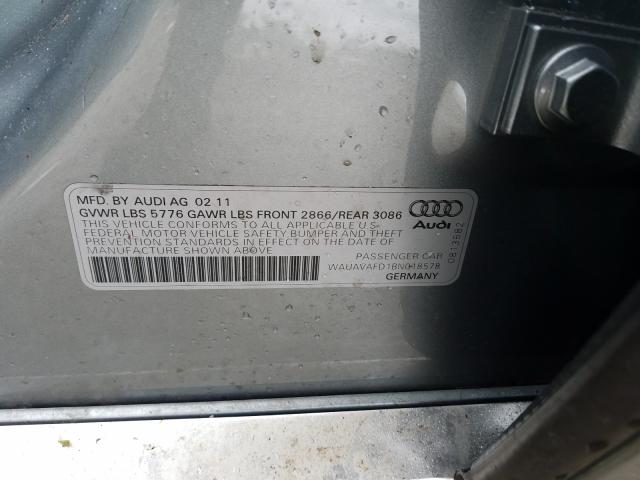 MFD. BY AUDI AG 02 11
GVWR LBS 5776 GAWR LBS FRONT 2866/REAR 3086
THIS VEHICLE CONFORMS TO ALL APPLICABLE U S-
FEDERAL MOTOR VEHICLE SAFETY BUMPER AND THEFT
PREVENTION STANDARDS IN EFFECT ON THE DATE OF
MANUFACTURE SHOWN ABOVE
PASSENGER CAR
WAUAVAFD1BN018578
GERMANY
Audi
0813582